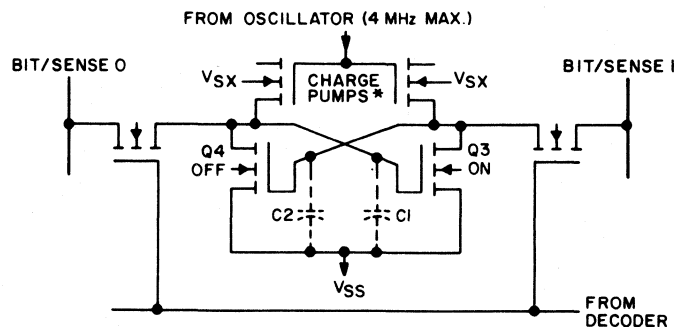 FROM OSCILLATOR (4 MHz MAX.)
BIT/SENSE 0
BIT/SENSE 1
VSX
CHARGE
PUMPS*
VSX
Q4
OFF
Q3
ON
C2
C1
VSS
FROM
DECODER